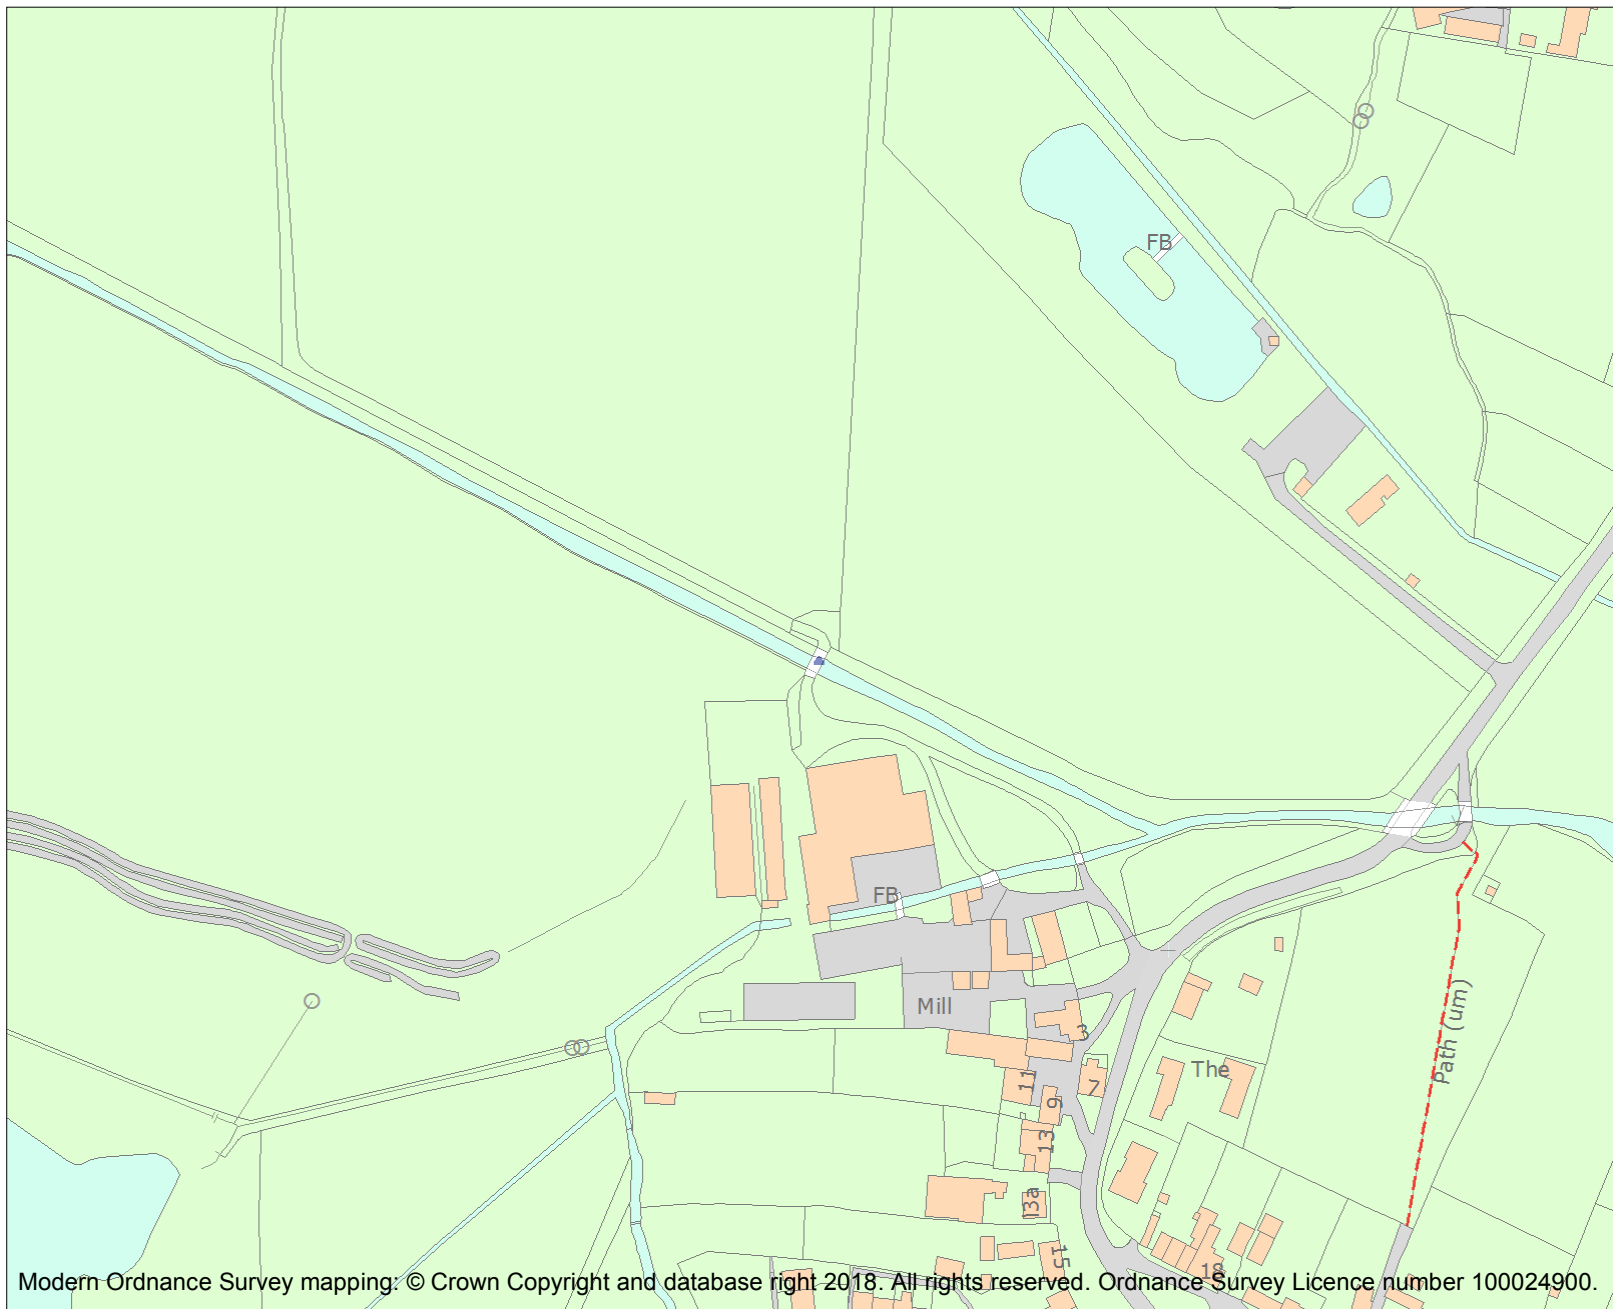 FB
FB
Mill
3
The
Path (um)
11
7
9
13
13a
15
18
Modern Ordnance Survey mapping: © Crown Copyright and database right 2018. All rights reserved. Ordnance Survey Licence number 100024900.